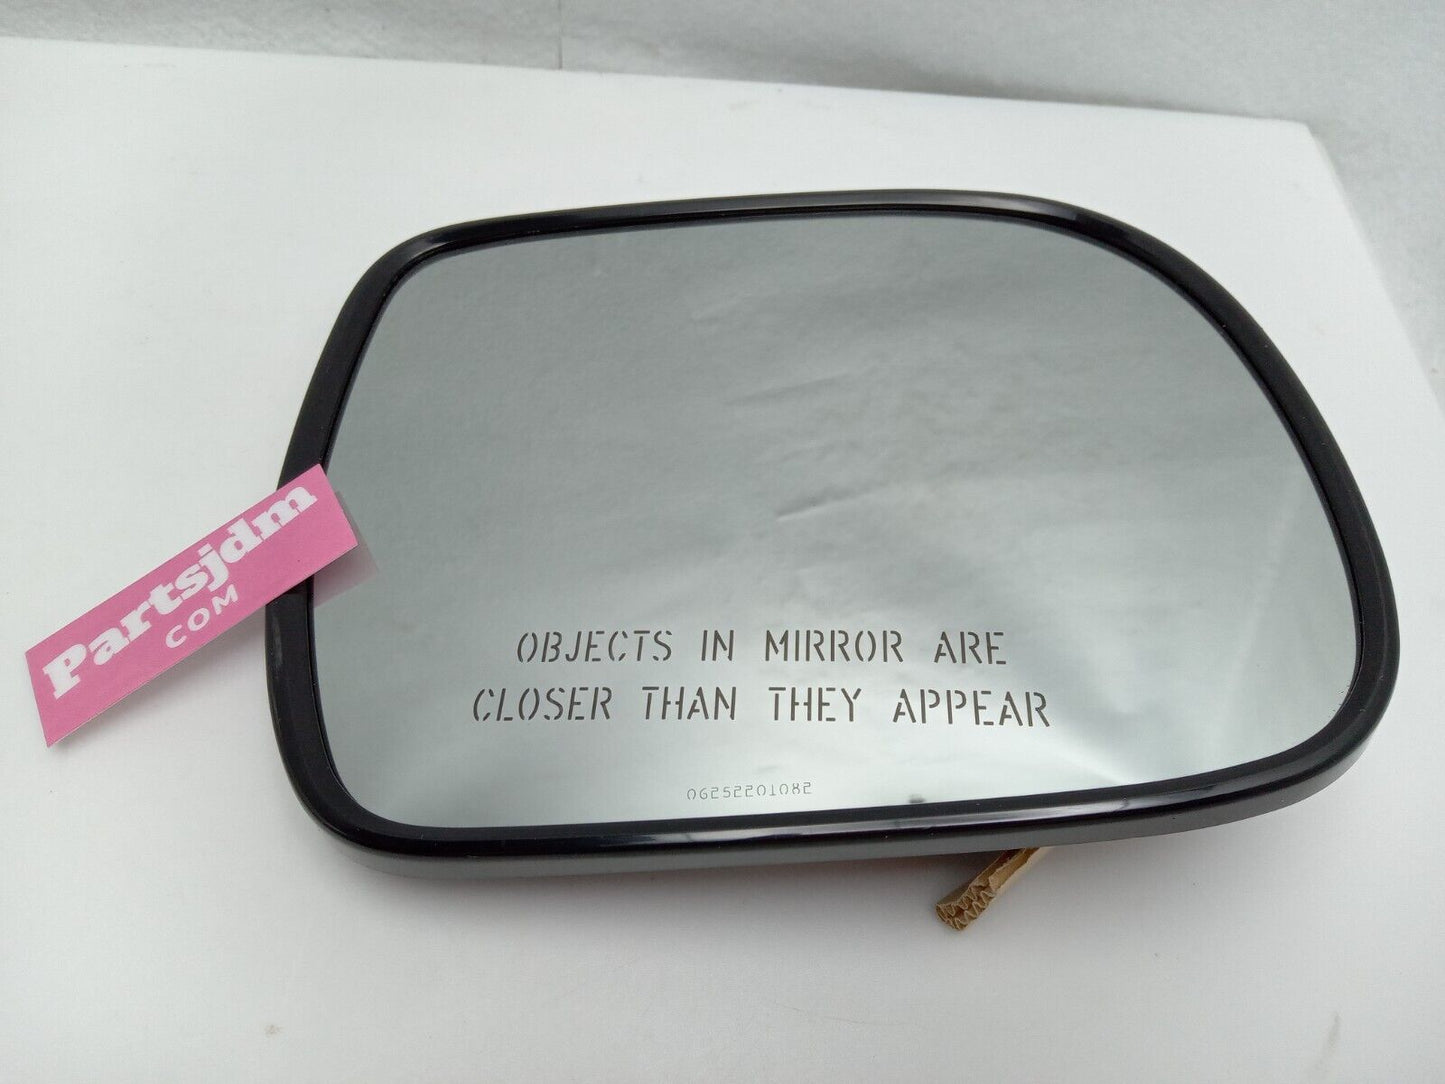 Partsjdm
COM
OBJECTS IN MIRROR ARE
CLOSER THAN THEY APPEAR
06252201082